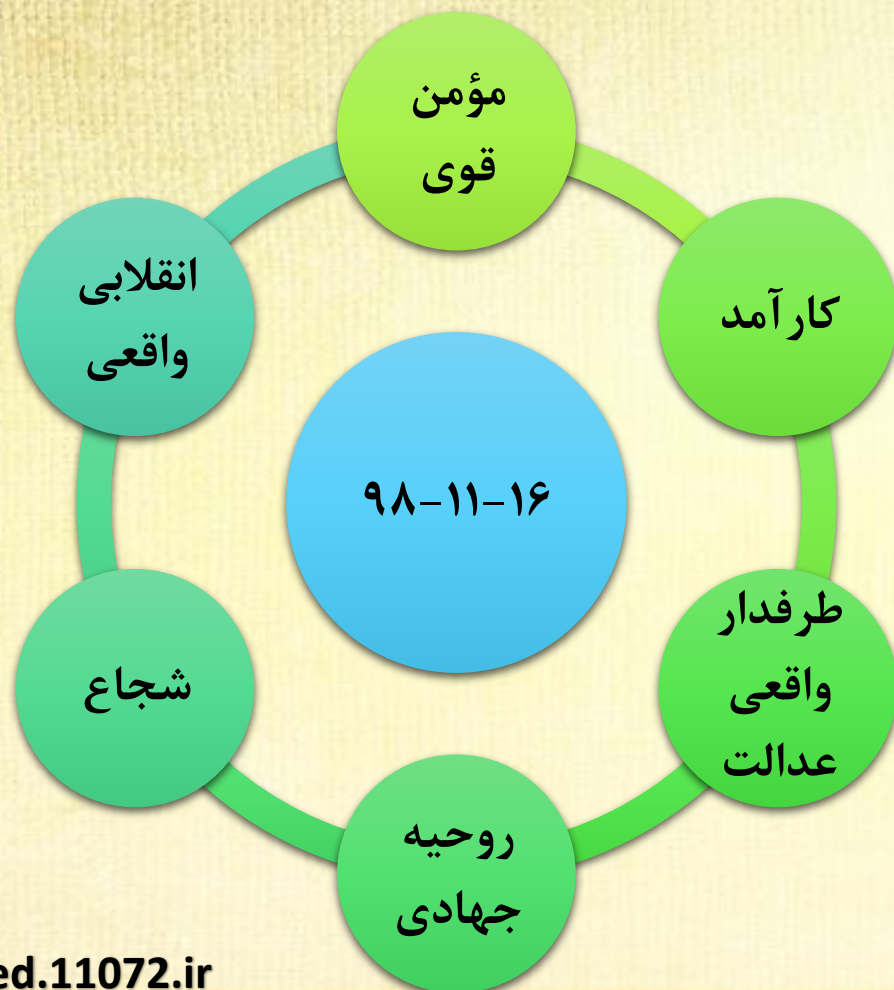 مؤمن
قوی
کارآمد
طرفدار
واقعی
عدالت
روحیه
جهادی
شجاع
انقلابی
واقعی
۹۸-۱۱-۱۶
ed.11072.ir